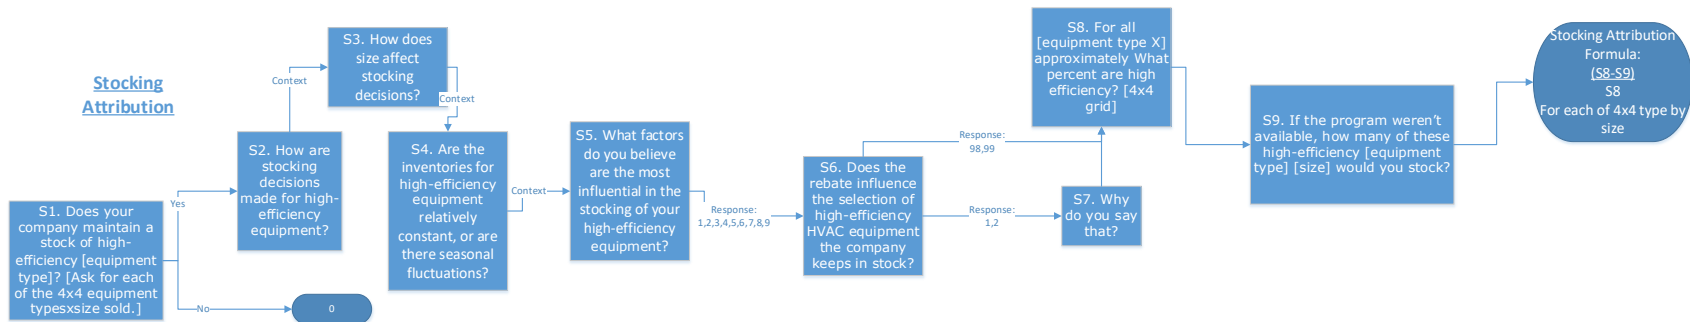 Stocking
Attribution
S1. Does your
company maintain a
stock of high-
efficiency [equipment
type]? [Ask for each
of the 4x4 equipment
typesxsize sold.]
Yes
No
0
S2. How are
stocking
decisions
made for high-
efficiency
equipment?
Context
S3. How does
size affect
stocking
decisions?
Context
S4. Are the
inventories for
high-efficiency
equipment
relatively
constant, or are
there seasonal
fluctuations?
Context
S5. What factors
do you believe
are the most
influential in the
stocking of your
high-efficiency
equipment?
Response:
1,2,3,4,5,6,7,8,9
S6. Does the
rebate influence
the selection of
high-efficiency
HVAC equipment
the company
keeps in stock?
Response:
98,99
Response:
1,2
S7. Why
do you say
that?
S8. For all
[equipment type X]
approximately What
percent are high
efficiency? [4x4
grid]
S9. If the program weren't
available, how many of these
high-efficiency [equipment
type] [size] would you stock?
Stocking Attribution
Formula:
(S8-S9)
S8
For each of 4x4 type by
size